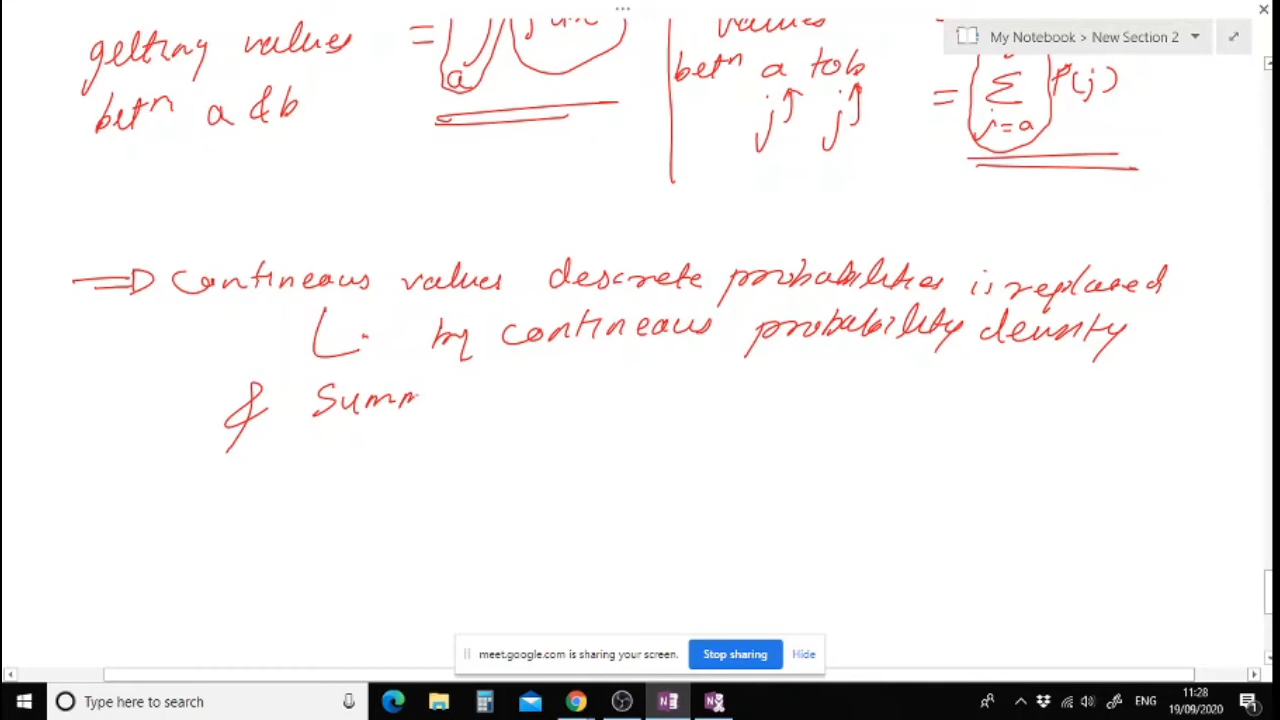 values
My Notebook > New Section 2
getting values
=
a
betn a to b
j j
= Σ P(j)
j=a
betn a & b
⇒ Contineous values descrete probabilities is replaced
by contineous probability density
& Summ
meet.google.com is sharing your screen. Stop sharing Hide
Type here to search
ENG
11:28
19/09/2020
1